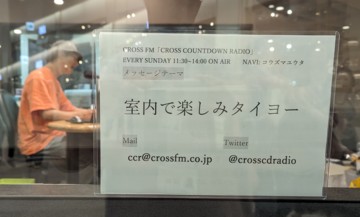 CROSS FM「CROSS COUNTDOWN RADIO」
EVERY SUNDAY 11:30~14:00 ON AIR NAVI: コウズマユウタ
メッセージテーマ
室内で楽しみタイヨー
Mail Twitter
ccr@crossfm.co.jp @crosscdradio